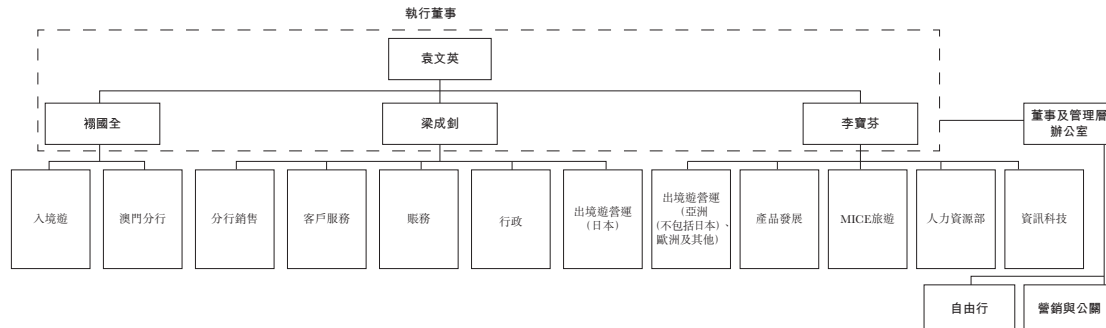 執行董事
袁文英
禤國全
梁成釗
李寶芬
董事及管理層
辦公室
入境遊
澳門分行
分行銷售
客戶服務
賬務
行政
出境遊營運
(日本)
出境遊營運
(亞洲
(不包括日本)、
歐洲及其他)
產品發展
MICE旅遊
人力資源部
資訊科技
自由行
營銷與公關